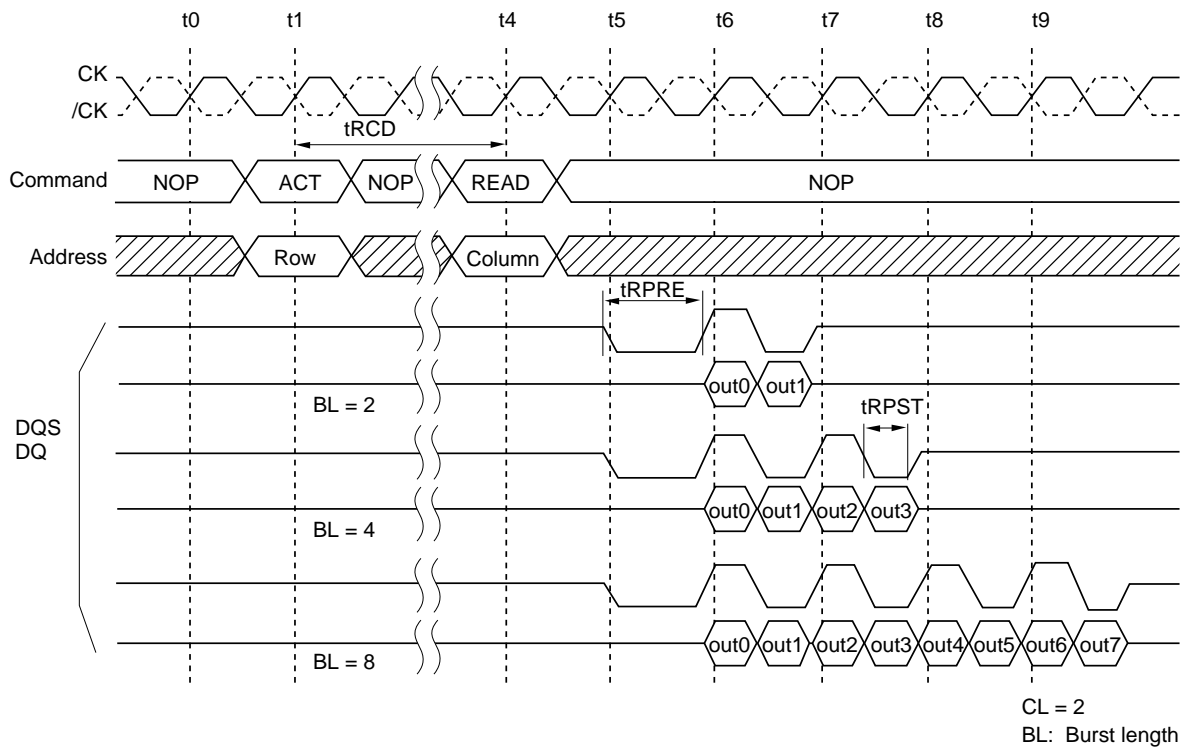 t0 t1 t4 t5 t6 t7 t8 t9
CK
/CK
tRCD
Command NOP ACT NOP READ NOP
Address Row Column
tRPRE
out0 out1
BL = 2
tRPST
DQS
DQ
out0 out1 out2 out3
BL = 4
out0 out1 out2 out3 out4 out5 out6 out7
BL = 8
CL = 2
BL: Burst length